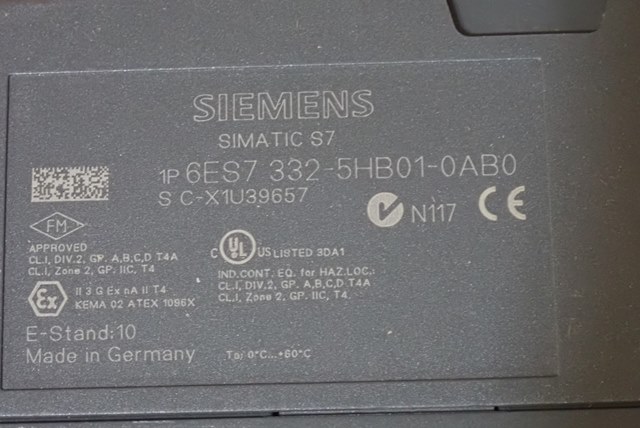 SIEMENS
SIMATIC S7
1P 6ES7 332-5HB01-0AB0
S C-X1U39657
N117 CE
FM
APPROVED
CL.I, DIV.2, GP. A,B,C,D T4A
CL.I, Zone 2, GP. IIC, T4
C UL US LISTED 3DA1
IND.CONT. EQ. for HAZ.LOC.:
CL.I, DIV.2, GP. A,B,C,D T4A
CL.I, Zone 2, GP. IIC, T4
Ex II 3 G Ex nA II T4
KEMA 02 ATEX 1096X
E-Stand:10
Made in Germany
Ta: 0°C...+60°C